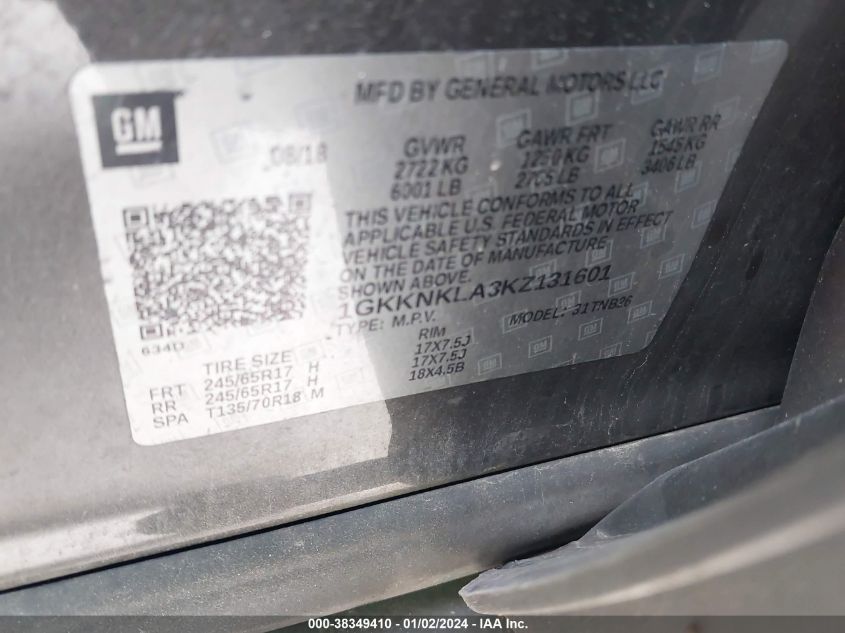 MFD BY GENERAL MOTORS LLC
GM
08/18
GVWR GAWR FRT GAWR RR
2722 KG 1250 KG 1545 KG
6001 LB 2755 LB 3406 LB
THIS VEHICLE CONFORMS TO ALL
APPLICABLE U.S. FEDERAL MOTOR
VEHICLE SAFETY STANDARDS IN EFFECT
ON THE DATE OF MANUFACTURE
SHOWN ABOVE.
1GKKNKLA3KZ131601
TYPE: M.P.V. MODEL: 31TNB26
634D
TIRE SIZE RIM
FRT 245/65R17 H 17X7.5J
RR 245/65R17 H 17X7.5J
SPA T135/70R18 M 18X4.5B
000-38349410 - 01/02/2024 - IAA Inc.